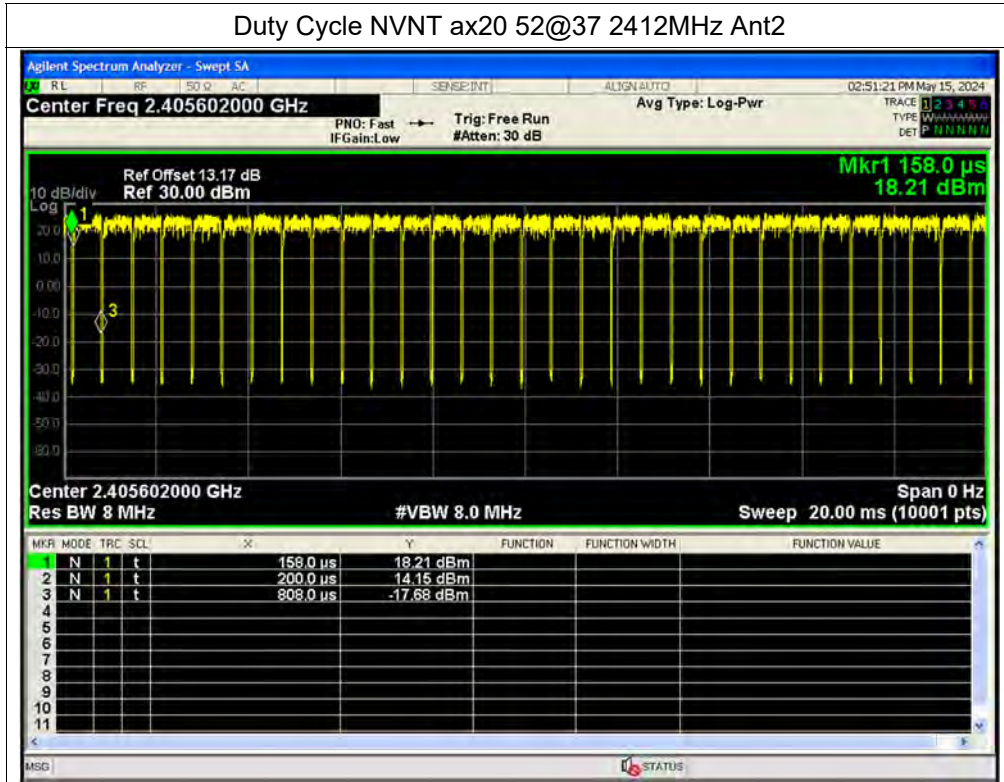 Duty Cycle NVNT ax20 52@37 2412MHz Ant2
Agilent Spectrum Analyzer - Swept SA
RL RF 50 Ω AC SENSE:INT ALIGN AUTO 02:51:21 PM May 15, 2024
Center Freq 2.405602000 GHz Avg Type: Log-Pwr TRACE 1 2 3 4 5 6
PNO: Fast Trig: Free Run TYPE W
IFGain:Low #Atten: 30 dB DET P N N N N N
Mkr1 158.0 µs
Ref Offset 13.17 dB 18.21 dBm
10 dB/div Ref 30.00 dBm
Log
1
20.0
10.0
0.00
-10.0
3
-20.0
-30.0
-40.0
-50.0
-60.0
Center 2.405602000 GHz Span 0 Hz
Res BW 8 MHz #VBW 8.0 MHz Sweep 20.00 ms (10001 pts)
MKR MODE TRC SCL X Y FUNCTION FUNCTION WIDTH FUNCTION VALUE
1 N 1 t 158.0 µs 18.21 dBm
2 N 1 t 200.0 µs 14.15 dBm
3 N 1 t 808.0 µs -17.68 dBm
4
5
6
7
8
9
10
11
MSG STATUS